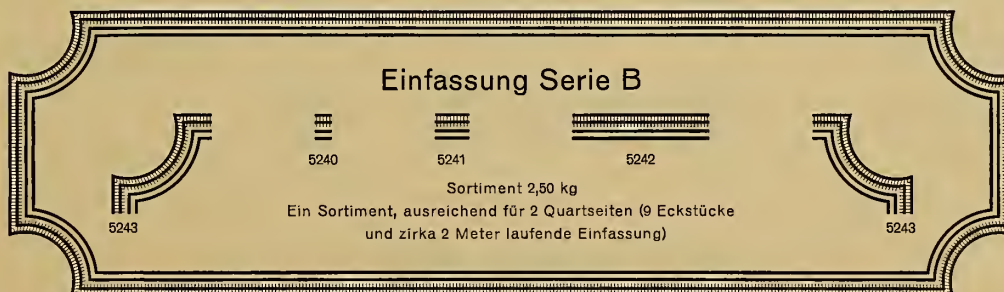 Einfassung Serie B
5240 5241 5242
5243 5243
Sortiment 2,50 kg
Ein Sortiment, ausreichend für 2 Quartseiten (9 Eckstücke
und zirka 2 Meter laufende Einfassung)